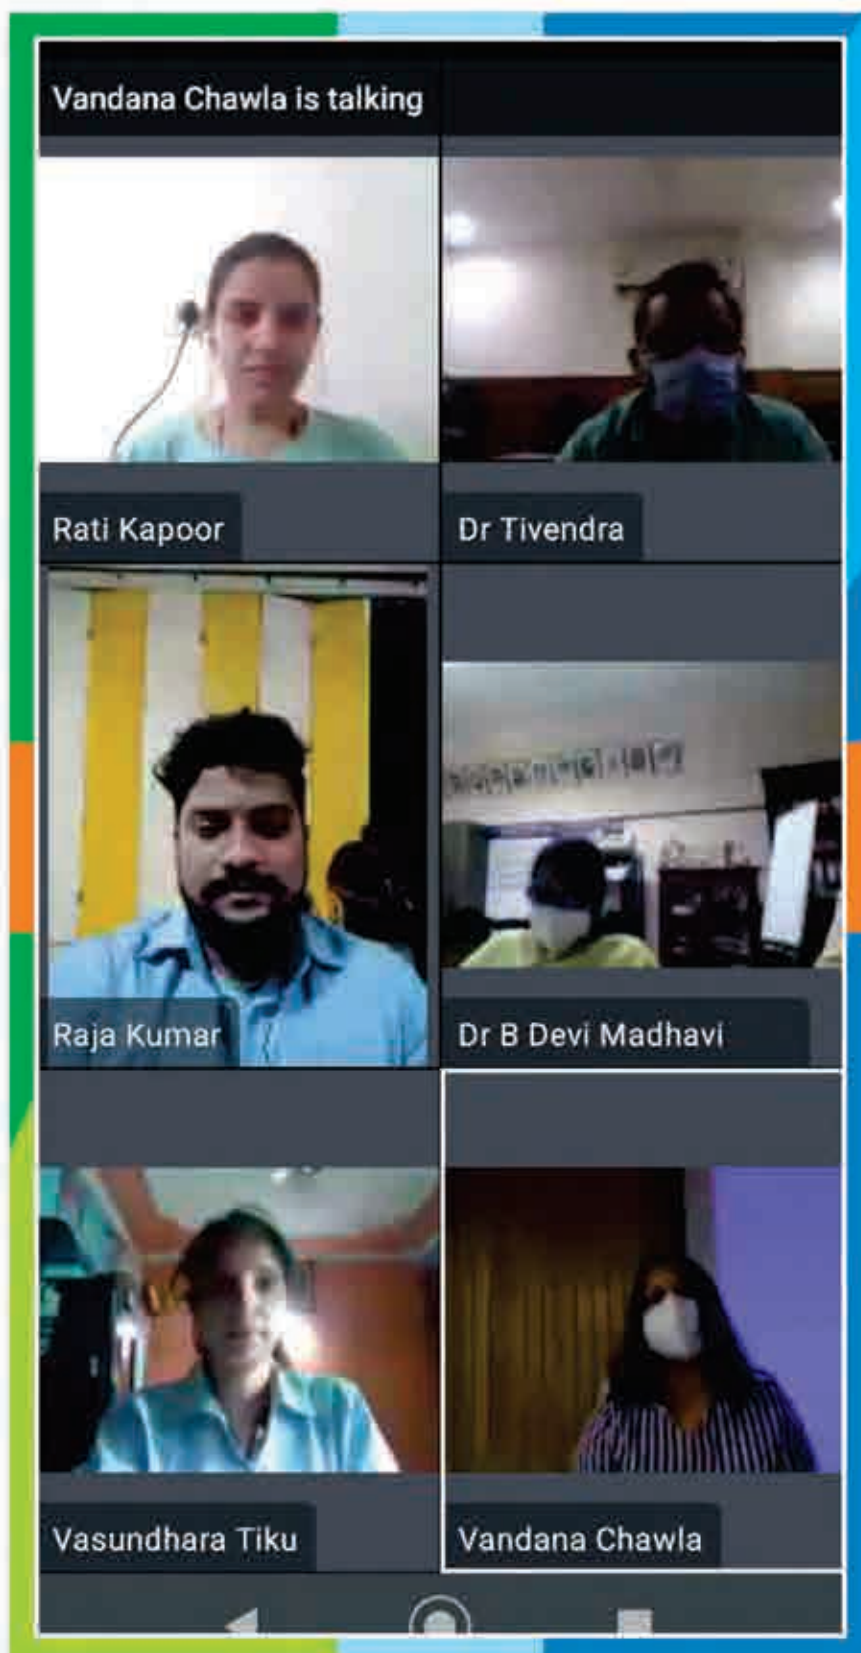 Vandana Chawla is talking
Rati Kapoor
Dr Tivendra
Raja Kumar
Dr B Devi Madhavi
Vasundhara Tiku
Vandana Chawla